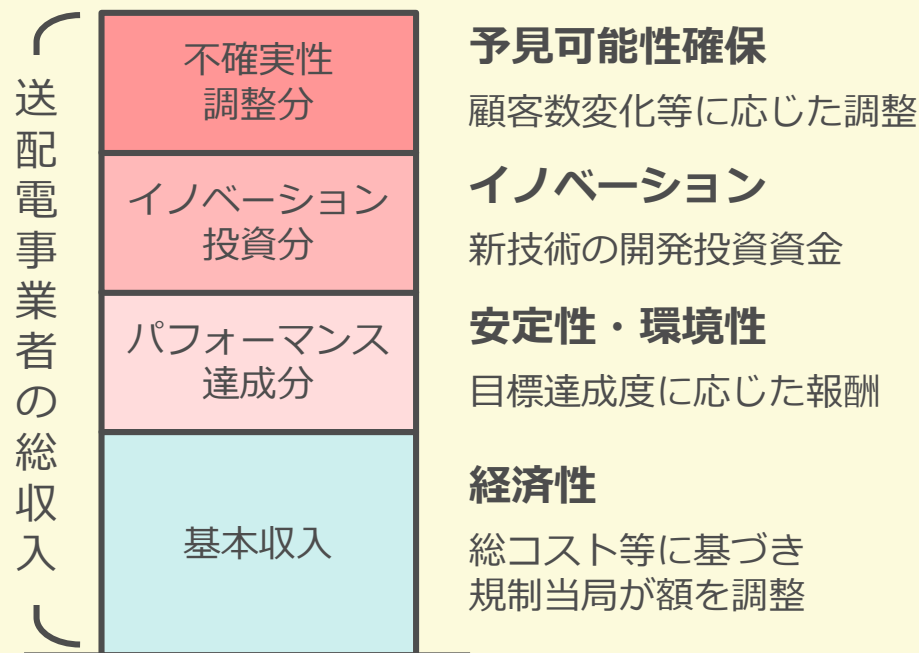 送配電事業者の総収入
不確実性
調整分
予見可能性確保
顧客数変化等に応じた調整
イノベーション
投資分
イノベーション
新技術の開発投資資金
パフォーマンス
達成分
安定性・環境性
目標達成度に応じた報酬
基本収入
経済性
総コスト等に基づき
規制当局が額を調整